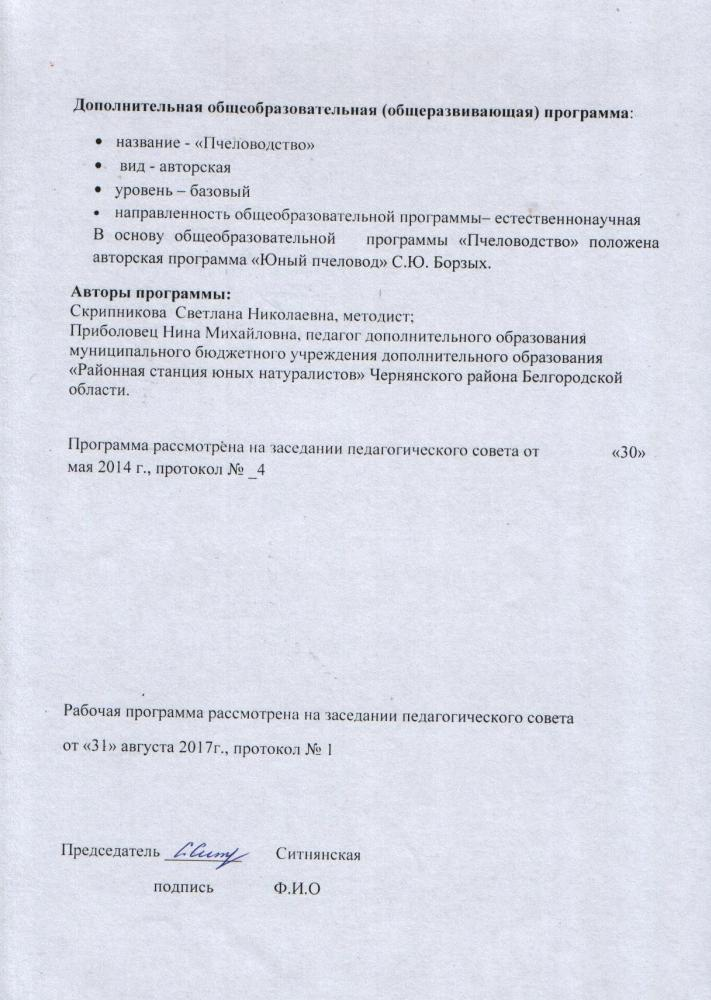 Дополнительная общеобразовательная (общеразвивающая) программа:
• название - «Пчеловодство»
• вид - авторская
• уровень – базовый
• направленность общеобразовательной программы– естественнонаучная
В основу общеобразовательной программы «Пчеловодство» положена
авторская программа «Юный пчеловод» С.Ю. Борзых.
Авторы программы:
Скрипникова Светлана Николаевна, методист;
Приболовец Нина Михайловна, педагог дополнительного образования
муниципального бюджетного учреждения дополнительного образования
«Районная станция юных натуралистов» Чернянского района Белгородской
области.
Программа рассмотрена на заседании педагогического совета от «30»
мая 2014 г., протокол № _4
Рабочая программа рассмотрена на заседании педагогического совета
от «31» августа 2017г., протокол № 1
Председатель Ситнянская
подпись Ф.И.О